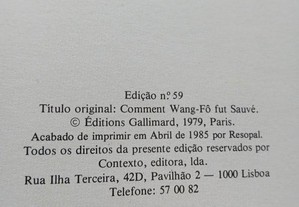 Edição n.º 59
Título original: Comment Wang-Fô fut Sauvé.
© Éditions Gallimard, 1979, Paris.
Acabado de imprimir em Abril de 1985 por Resopal.
Todos os direitos da presente edição reservados por
Contexto, editora, lda.
Rua Ilha Terceira, 42D, Pavilhão 2 — 1000 Lisboa
Telefone: 57 00 82